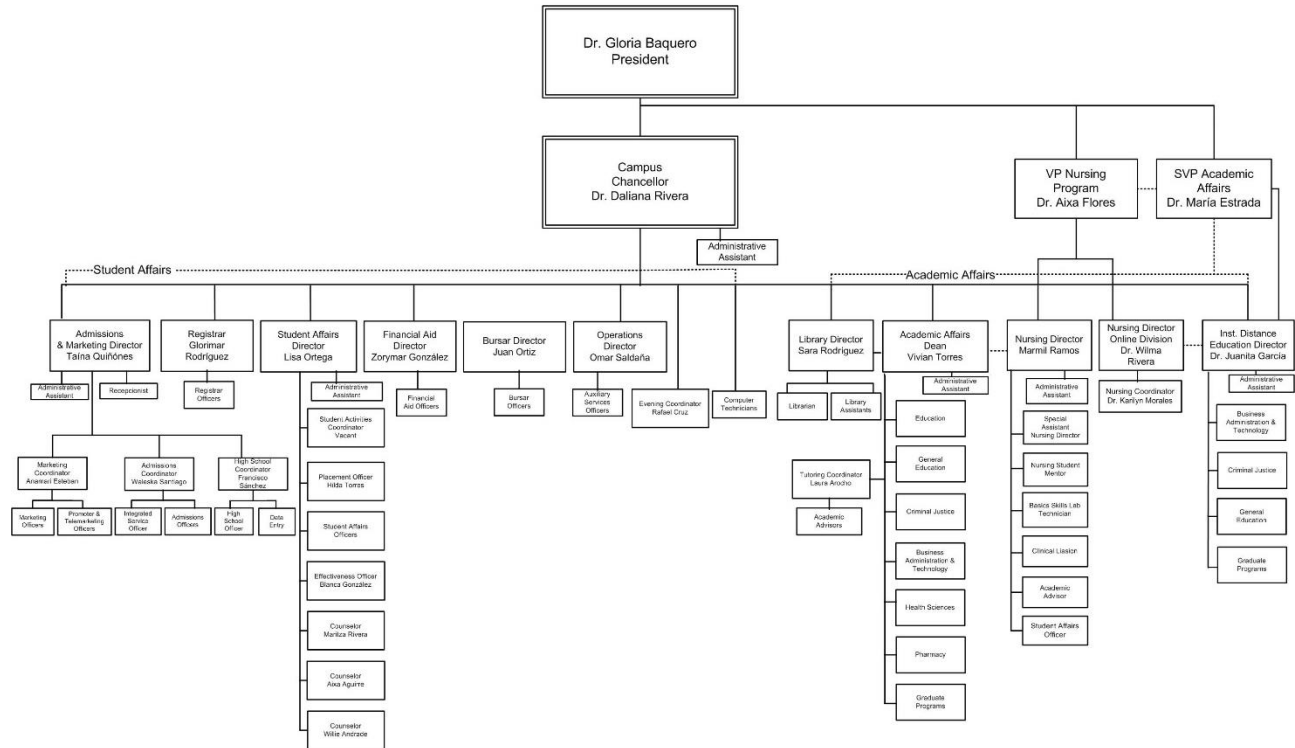 Dr. Gloria Baquero
President
Campus
Chancellor
Dr. Daliana Rivera
VP Nursing
Program
Dr. Aixa Flores
SVP Academic
Affairs
Dr. María Estrada
Administrative
Assistant
Student Affairs
Academic Affairs
Admissions
& Marketing Director
Taína Quiñónes
Registrar
Glorimar
Rodríguez
Student Affairs
Director
Lisa Ortega
Financial Aid
Director
Zorymar González
Bursar Director
Juan Ortiz
Operations
Director
Omar Saldaña
Library Director
Sara Rodríguez
Academic Affairs
Dean
Vivian Torres
Nursing Director
Marmil Ramos
Nursing Director
Online Division
Dr. Wilma
Rivera
Inst. Distance
Education Director
Dr. Juanita García
Administrative
Assistant
Recepcionist
Registrar
Officers
Administrative
Assistant
Financial
Aid Officers
Bursar
Officers
Auxiliary
Services
Officers
Evening Coordinator
Rafael Cruz
Computer
Technicians
Librarian
Library
Assistants
Administrative
Assistant
Administrative
Assistant
Nursing Coordinator
Dr. Karilyn Morales
Administrative
Assistant
Marketing
Coordinator
Anamari Esteban
Admissions
Coordinator
Waleska Santiago
High School
Coordinator
Francisco
Sánchez
Marketing
Officers
Promoter &
Telemarketing
Officers
Integrated
Service
Officer
Admissions
Officers
High
School
Officer
Data
Entry
Student Activities
Coordinator
Vacant
Placement Officer
Hilda Torres
Student Affairs
Officers
Effectiveness Officer
Blanca González
Counselor
Marilza Rivera
Counselor
Aixa Aguirre
Counselor
Willie Andrade
Tutoring Coordinator
Laura Arocho
Academic
Advisors
Education
General
Education
Criminal Justice
Business
Administration &
Technology
Health Sciences
Pharmacy
Graduate
Programs
Special
Assistant
Nursing Director
Nursing Student
Mentor
Basics Skills Lab
Technician
Clinical Liasion
Academic
Advisor
Student Affairs
Officer
Business
Administration &
Technology
Criminal Justice
General
Education
Graduate
Programs